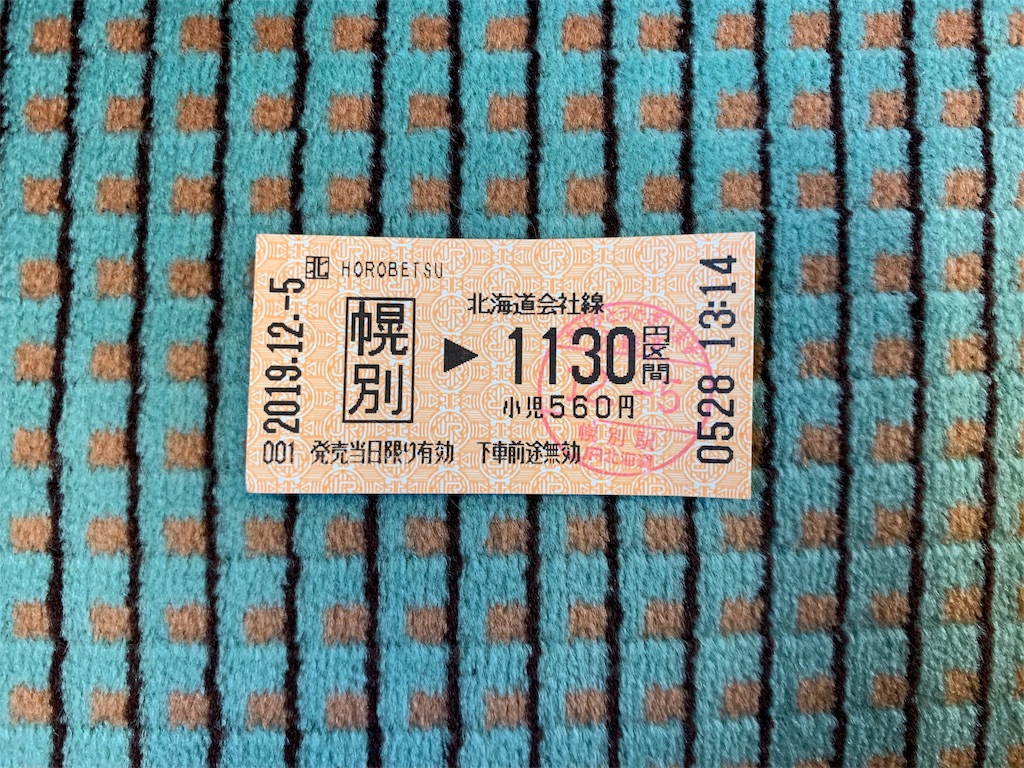 北 HOROBETSU
2019.12.-5
幌別
▶
北海道会社線
1130円区間
小児560円
001 発売当日限り有効 下車前途無効
0528 13:14
幌別駅